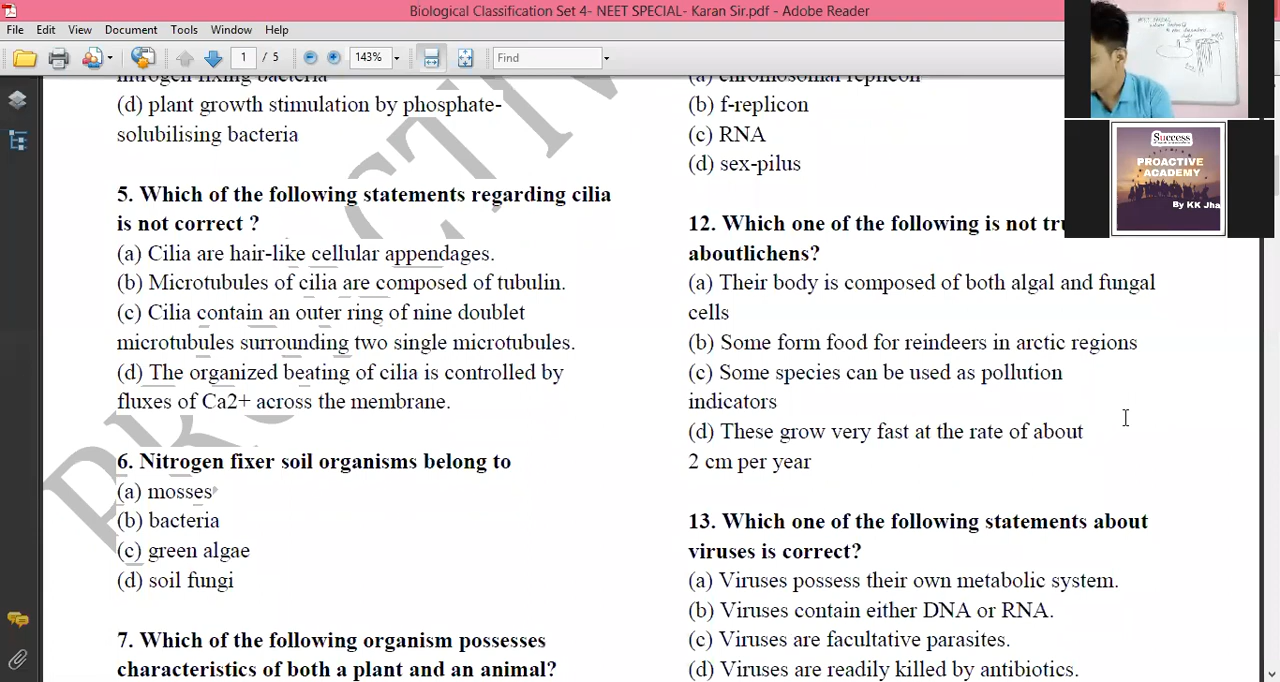 Biological Classification Set 4- NEET SPECIAL- Karan Sir.pdf - Adobe Reader
File Edit View Document Tools Window Help
1 / 5 143% Find
nitrogen fixing bacteria
(d) plant growth stimulation by phosphate-
solubilising bacteria
5. Which of the following statements regarding cilia
is not correct ?
(a) Cilia are hair-like cellular appendages.
(b) Microtubules of cilia are composed of tubulin.
(c) Cilia contain an outer ring of nine doublet
microtubules surrounding two single microtubules.
(d) The organized beating of cilia is controlled by
fluxes of Ca2+ across the membrane.
6. Nitrogen fixer soil organisms belong to
(a) mosses
(b) bacteria
(c) green algae
(d) soil fungi
7. Which of the following organism possesses
characteristics of both a plant and an animal?
(a) chromosomal replicon
(b) f-replicon
(c) RNA
(d) sex-pilus
12. Which one of the following is not tru
aboutlichens?
(a) Their body is composed of both algal and fungal
cells
(b) Some form food for reindeers in arctic regions
(c) Some species can be used as pollution
indicators
(d) These grow very fast at the rate of about
2 cm per year
13. Which one of the following statements about
viruses is correct?
(a) Viruses possess their own metabolic system.
(b) Viruses contain either DNA or RNA.
(c) Viruses are facultative parasites.
(d) Viruses are readily killed by antibiotics.
Success
PROACTIVE
ACADEMY
By KK Jha